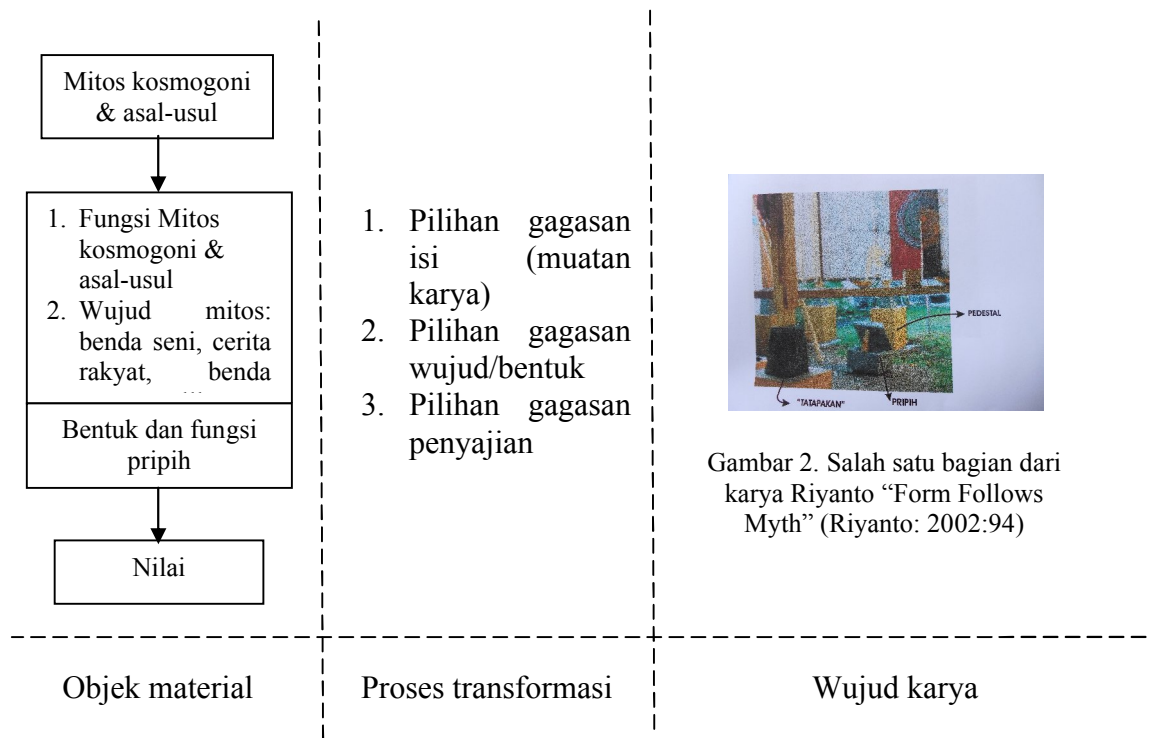 Mitos kosmogoni
& asal-usul
1. Fungsi Mitos
kosmogoni &
asal-usul
2. Wujud mitos:
benda seni, cerita
rakyat, benda
Bentuk dan fungsi
pripih
Nilai
Objek material
1. Pilihan gagasan
isi (muatan
karya)
2. Pilihan gagasan
wujud/bentuk
3. Pilihan gagasan
penyajian
Proses transformasi
PEDESTAL
"TATAPAKAN"
PRIPIH
Gambar 2. Salah satu bagian dari
karya Riyanto “Form Follows
Myth” (Riyanto: 2002:94)
Wujud karya